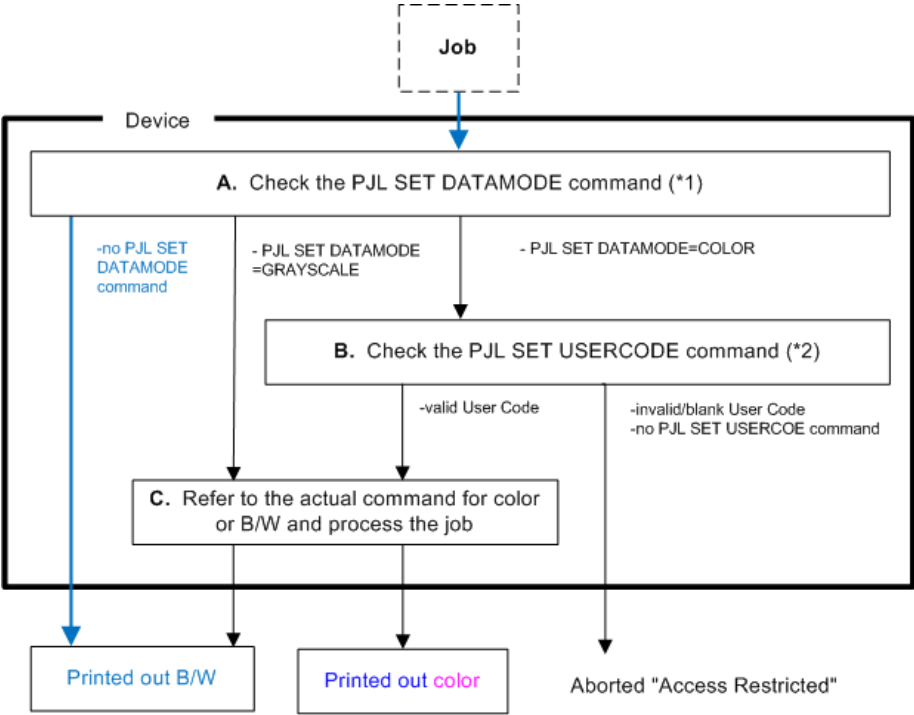 Job
Device
A. Check the PJL SET DATAMODE command (*1)
-no PJL SET
DATAMODE
command
- PJL SET DATAMODE
=GRAYSCALE
- PJL SET DATAMODE=COLOR
B. Check the PJL SET USERCODE command (*2)
-valid User Code
-invalid/blank User Code
-no PJL SET USERCOE command
C. Refer to the actual command for color
or B/W and process the job
Printed out B/W
Printed out color
Aborted "Access Restricted"